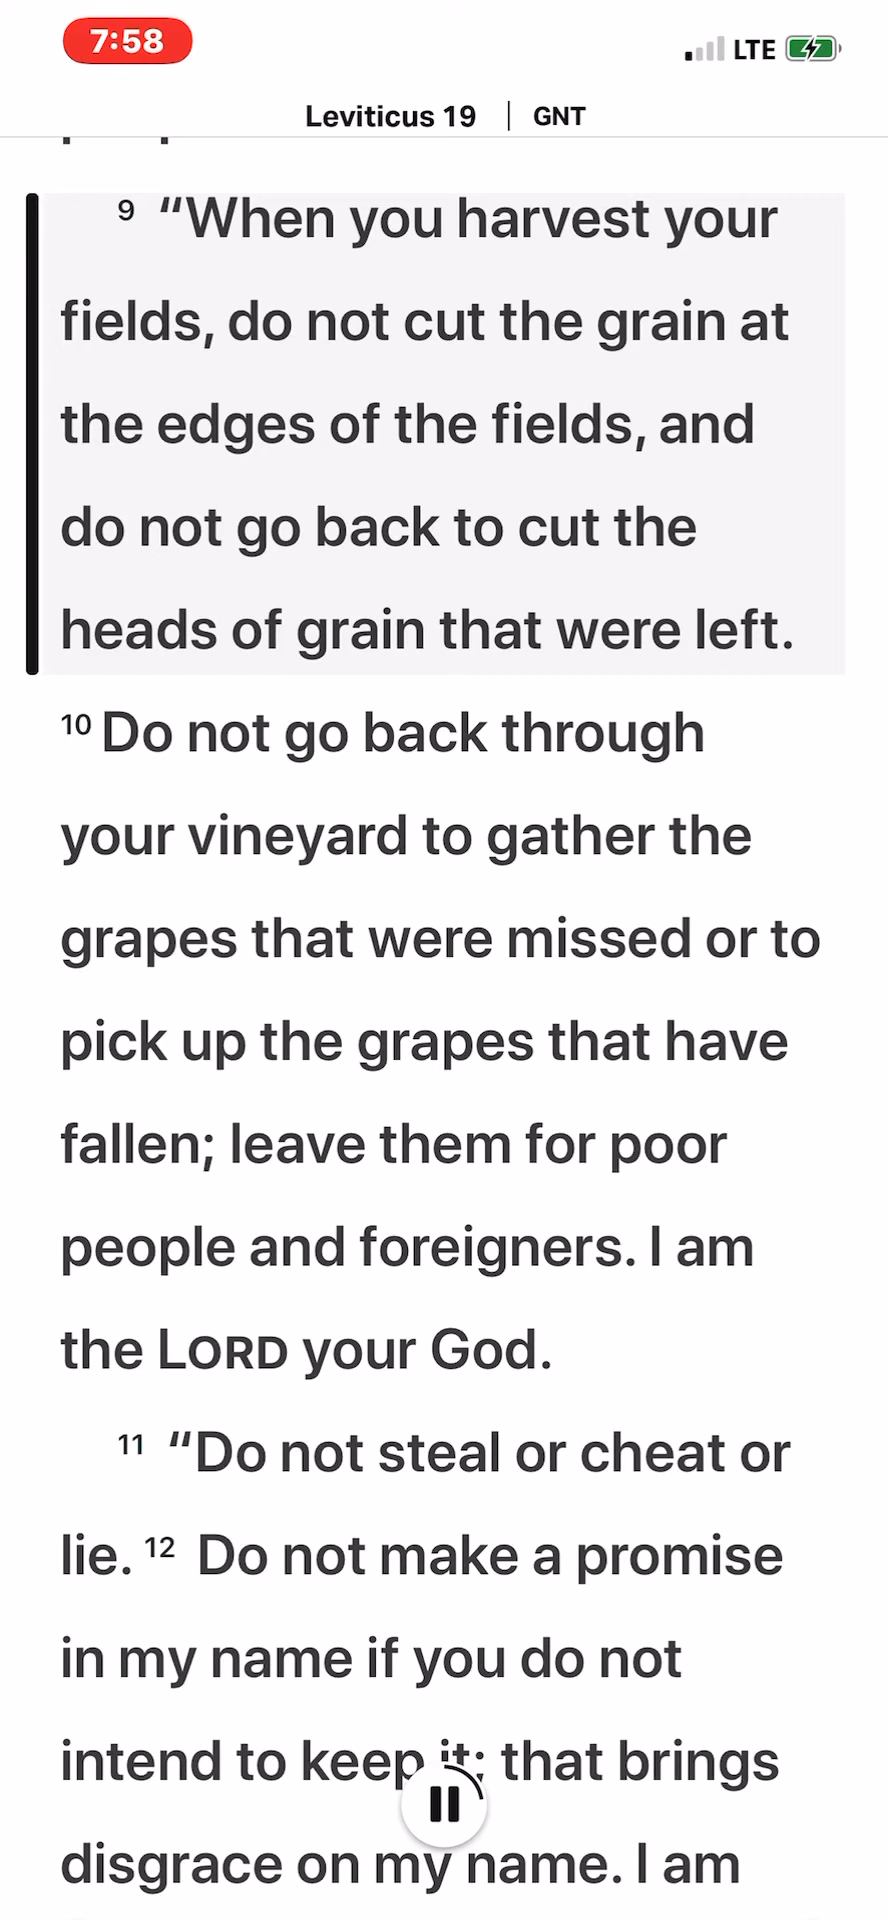 7:58 LTE
Leviticus 19 | GNT
9 “When you harvest your
fields, do not cut the grain at
the edges of the fields, and
do not go back to cut the
heads of grain that were left.
10 Do not go back through
your vineyard to gather the
grapes that were missed or to
pick up the grapes that have
fallen; leave them for poor
people and foreigners. I am
the LORD your God.
11 “Do not steal or cheat or
lie. 12 Do not make a promise
in my name if you do not
intend to keep it; that brings
disgrace on my name. I am